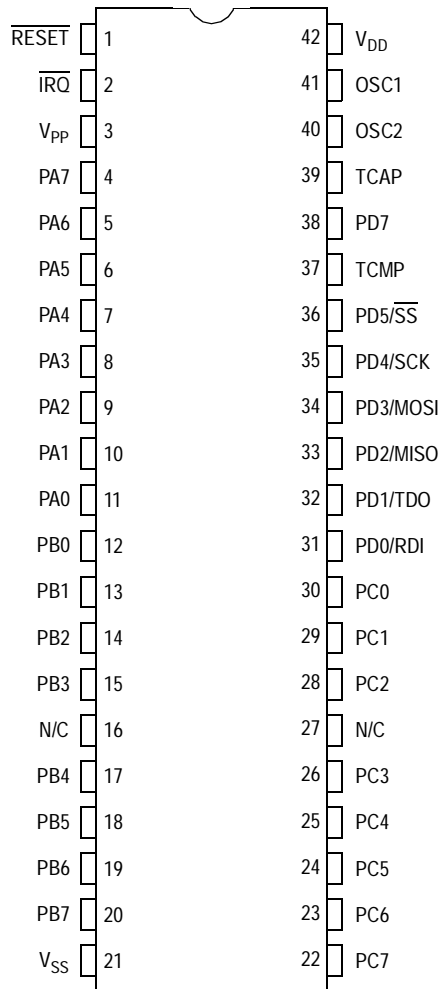 RESET 1 42 VDD
IRQ 2 41 OSC1
VPP 3 40 OSC2
PA7 4 39 TCAP
PA6 5 38 PD7
PA5 6 37 TCMP
PA4 7 36 PD5/SS
PA3 8 35 PD4/SCK
PA2 9 34 PD3/MOSI
PA1 10 33 PD2/MISO
PA0 11 32 PD1/TDO
PB0 12 31 PD0/RDI
PB1 13 30 PC0
PB2 14 29 PC1
PB3 15 28 PC2
N/C 16 27 N/C
PB4 17 26 PC3
PB5 18 25 PC4
PB6 19 24 PC5
PB7 20 23 PC6
VSS 21 22 PC7